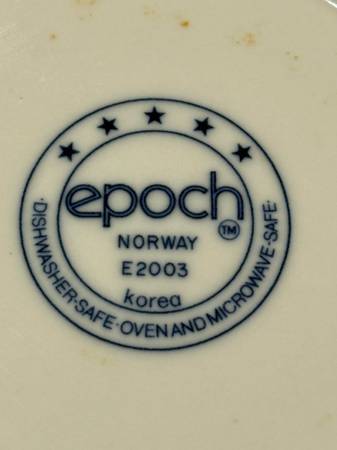 epoch
TM
NORWAY
E2003
korea
·DISHWASHER·SAFE·OVEN AND MICROWAVE·SAFE·